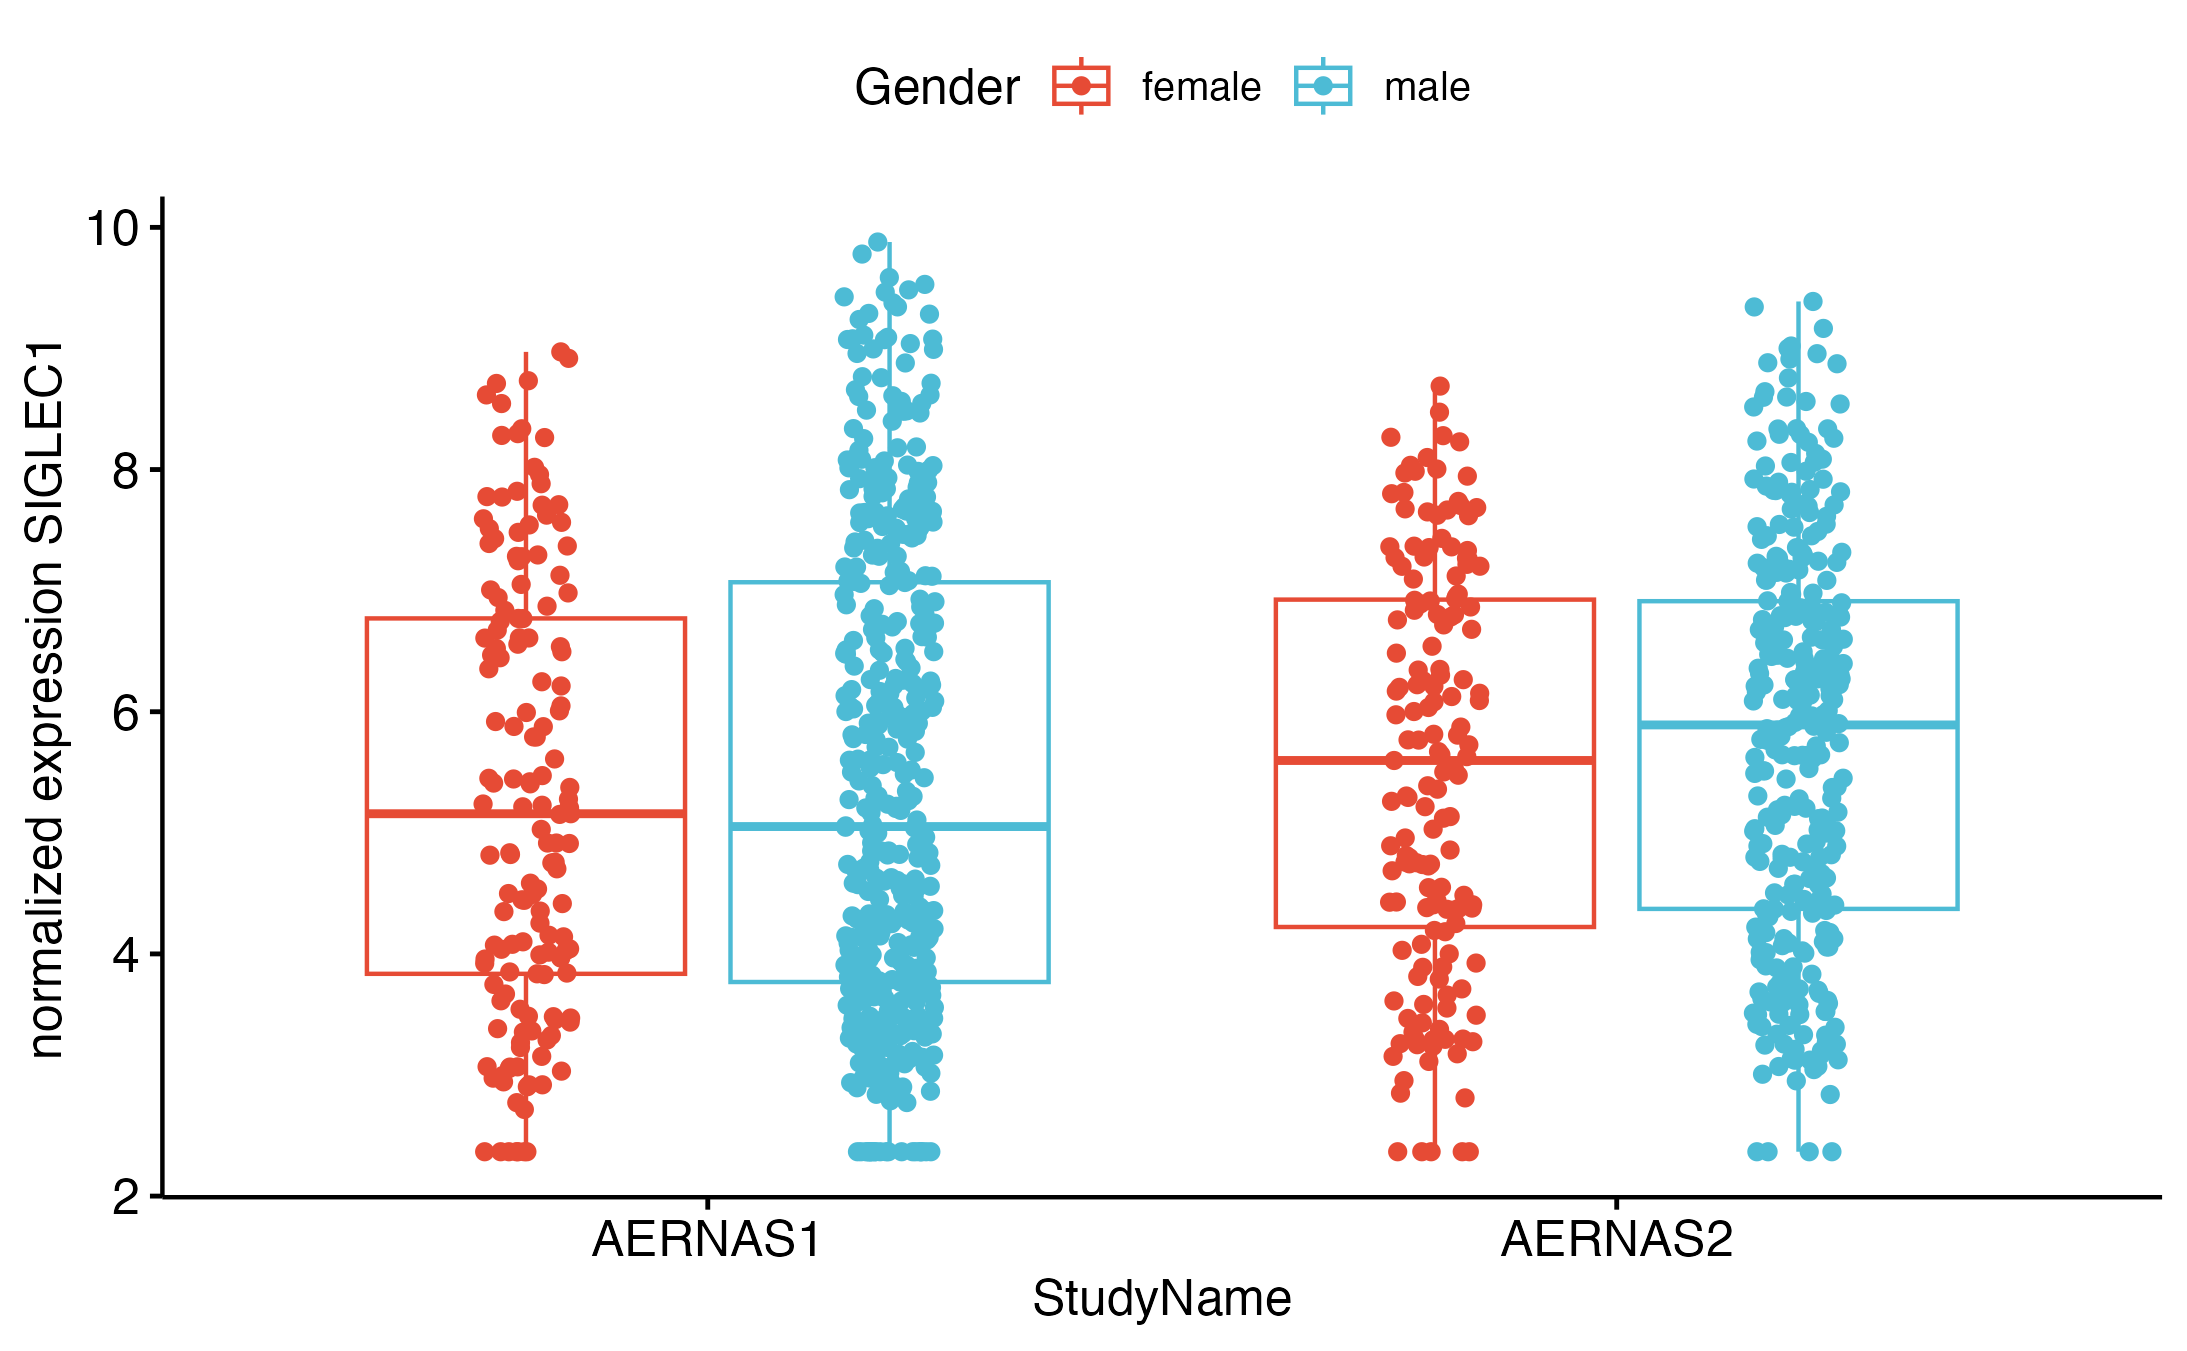 Gender female male
normalized expression SIGLEC1
10
8
6
4
2
AERNAS1 AERNAS2
StudyName